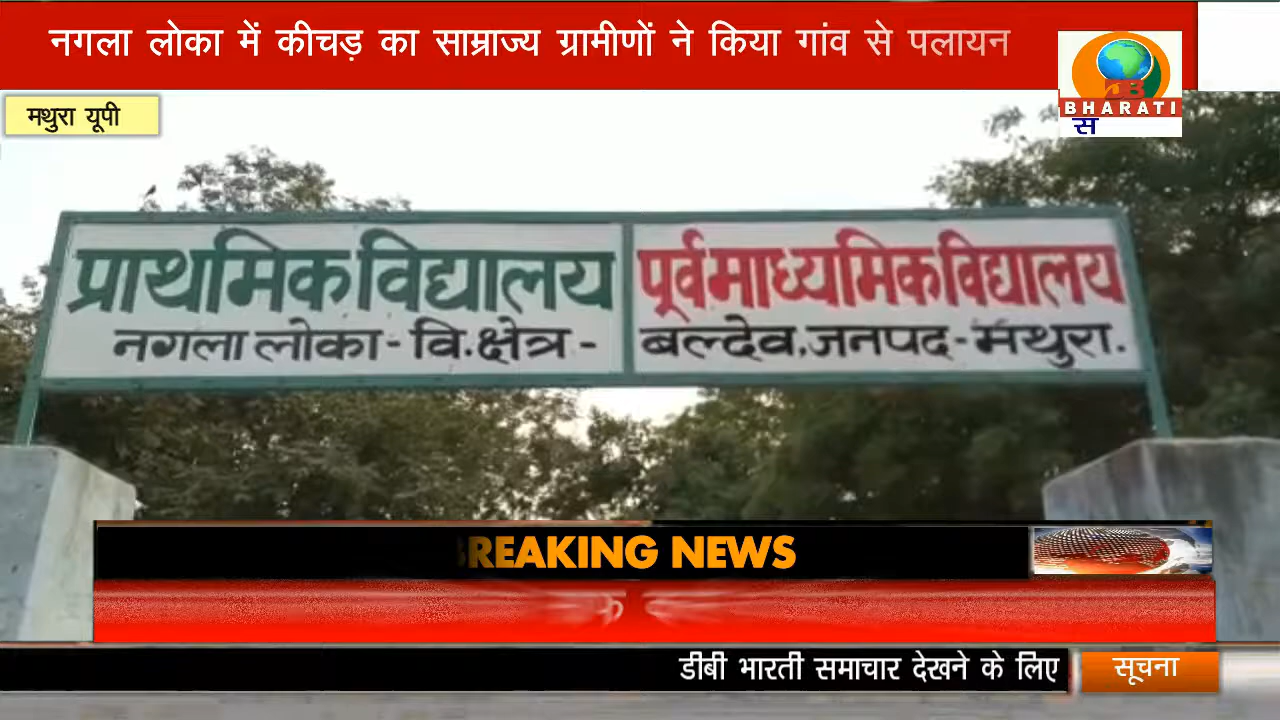 नगला लोका में कीचड़ का साम्राज्य ग्रामीणों ने किया गांव से पलायन
BHARATI
स
मथुरा यूपी
प्राथमिक विद्यालय
नगला लोका - वि.क्षेत्र -
पूर्व माध्यमिक विद्यालय
बल्देव, जनपद - मथुरा.
BREAKING NEWS
डीबी भारती समाचार देखने के लिए
सूचना